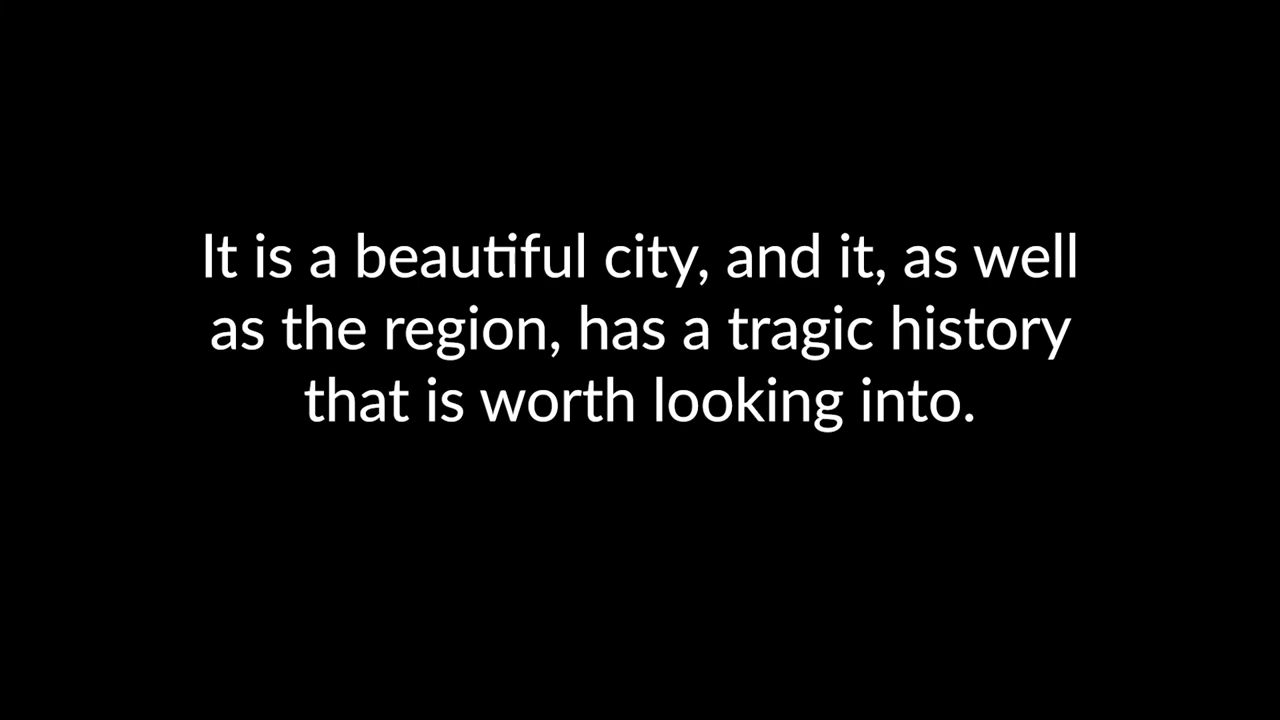 It is a beautiful city, and it, as well
as the region, has a tragic history
that is worth looking into.